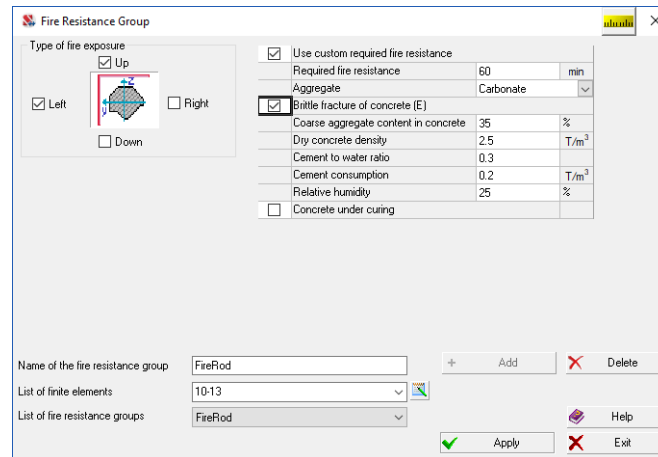 Fire Resistance Group
Type of fire exposure
Up
Left
Right
Down
z
y
Use custom required fire resistance
Required fire resistance 60 min
Aggregate Carbonate
Brittle fracture of concrete (E)
Coarse aggregate content in concrete 35 %
Dry concrete density 2.5 T/m³
Cement to water ratio 0.3
Cement consumption 0.2 T/m³
Relative humidity 25 %
Concrete under curing
Name of the fire resistance group FireRod + Add Delete
List of finite elements 10-13
List of fire resistance groups FireRod Help
Apply Exit